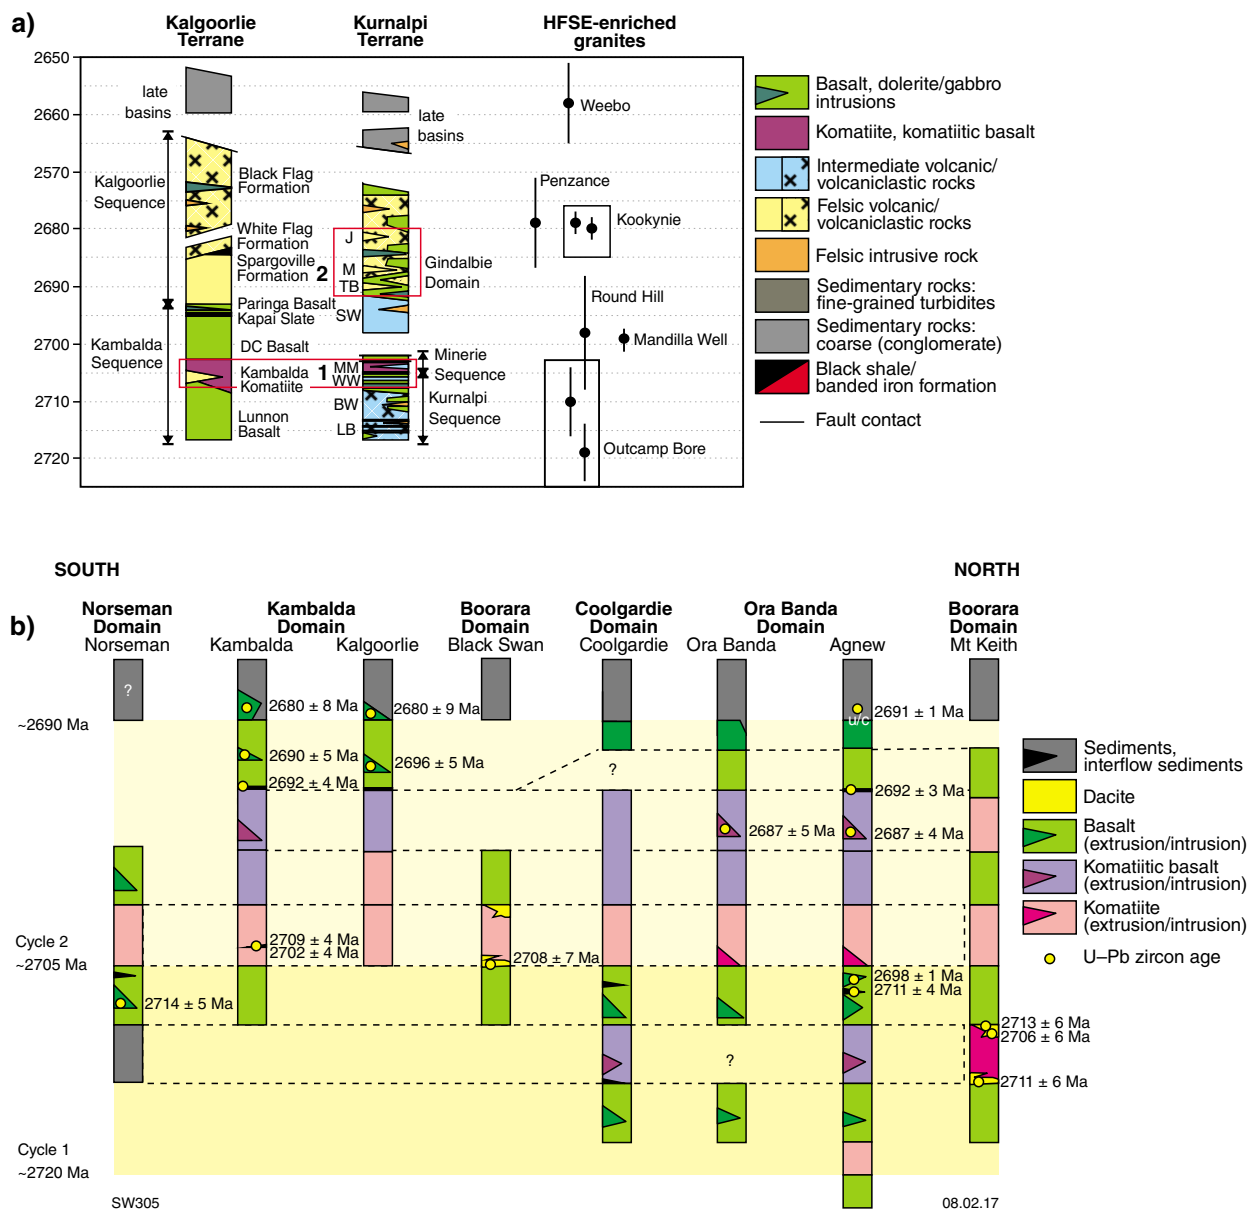 a)
Kalgoorlie
Terrane
Kurnalpi
Terrane
HFSE-enriched
granites
2650
2660
2670
2680
2690
2700
2710
2720
late
basins
Kalgoorlie
Sequence
Kambalda
Sequence
Black Flag
Formation
White Flag
Formation
Spargoville
Formation
Paringa Basalt
Kapai Slate
DC Basalt
Kambalda
Komatiite
Lunnon
Basalt
late
basins
2
J
M
TB
SW
Gindalbie
Domain
1
MM
WW
BW
LB
Minerie
Sequence
Kurnalpi
Sequence
Weebo
Penzance
Kookynie
Round Hill
Mandilla Well
Outcamp Bore
Basalt, dolerite/gabbro
intrusions
Komatiite, komatiitic basalt
Intermediate volcanic/
volcaniclastic rocks
Felsic volcanic/
volcaniclastic rocks
Felsic intrusive rock
Sedimentary rocks:
fine-grained turbidites
Sedimentary rocks:
coarse (conglomerate)
Black shale/
banded iron formation
Fault contact
SOUTH
NORTH
b)
Norseman
Domain
Norseman
Kambalda
Domain
Kambalda
Kalgoorlie
Boorara
Domain
Black Swan
Coolgardie
Domain
Coolgardie
Ora Banda
Domain
Ora Banda
Agnew
Boorara
Domain
Mt Keith
~2690 Ma
Cycle 2
~2705 Ma
Cycle 1
~2720 Ma
?
2714 ± 5 Ma
2680 ± 8 Ma
2690 ± 5 Ma
2692 ± 4 Ma
2709 ± 4 Ma
2702 ± 4 Ma
2680 ± 9 Ma
2696 ± 5 Ma
2708 ± 7 Ma
?
2687 ± 5 Ma
?
2691 ± 1 Ma
u/c
2692 ± 3 Ma
2687 ± 4 Ma
2698 ± 1 Ma
2711 ± 4 Ma
2713 ± 6 Ma
2706 ± 6 Ma
2711 ± 6 Ma
Sediments,
interflow sediments
Dacite
Basalt
(extrusion/intrusion)
Komatiitic basalt
(extrusion/intrusion)
Komatiite
(extrusion/intrusion)
U–Pb zircon age
SW305
08.02.17